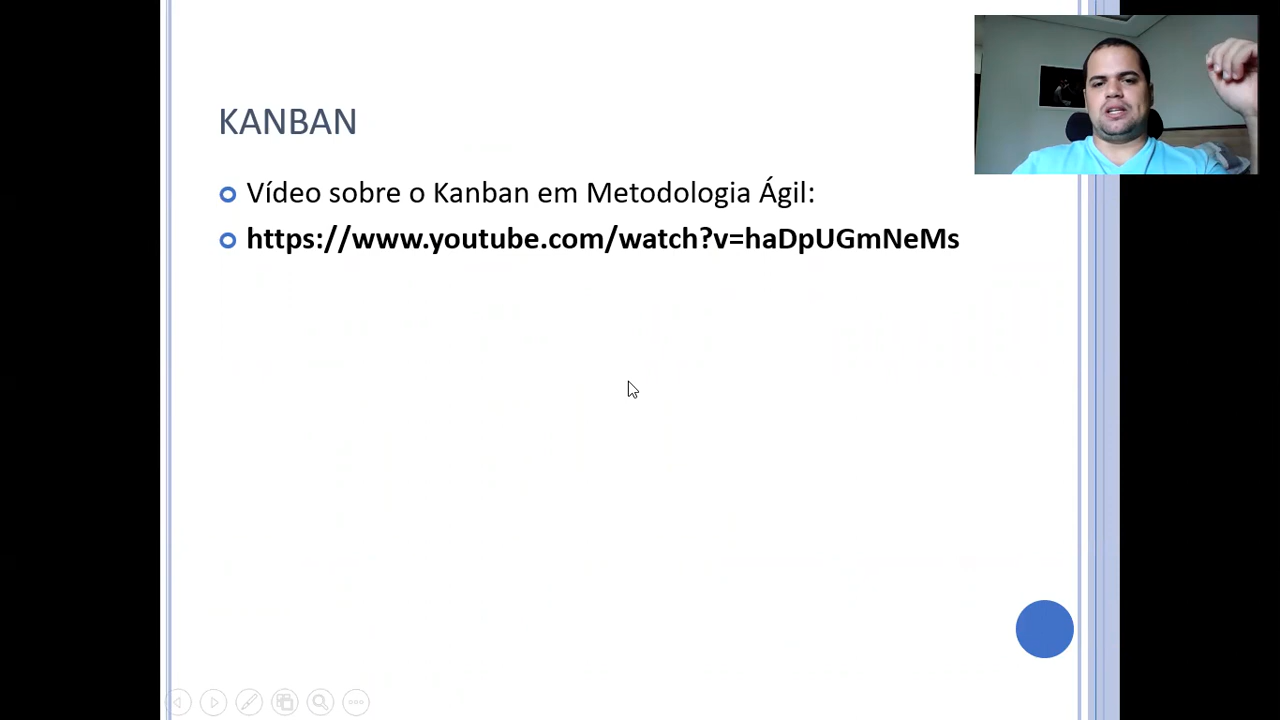 KANBAN
Vídeo sobre o Kanban em Metodologia Ágil:
https://www.youtube.com/watch?v=haDpUGmNeMs